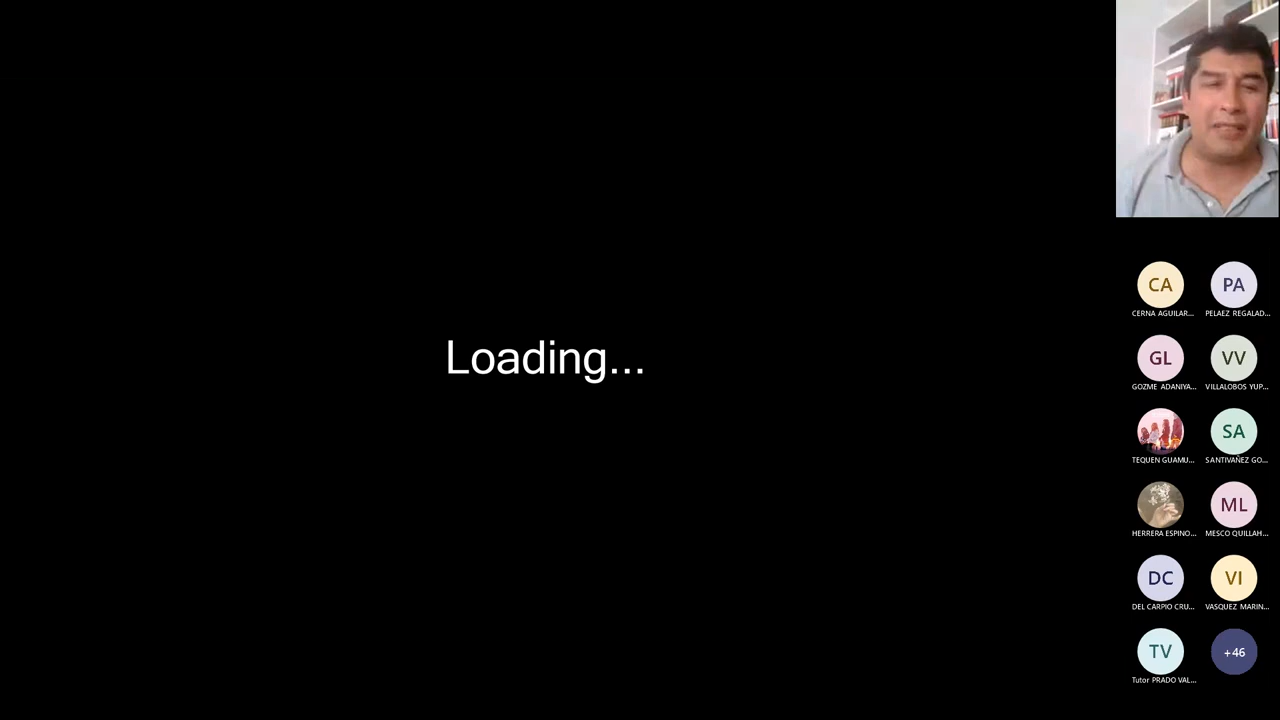 Loading...
CA PA
CERNA AGUILAR... PELAEZ REGALAD...
GL VV
GOZME ADANIYA... VILLALOBOS YUP...
SA
TEQUEN GUAMU... SANTIVAÑEZ GO...
ML
HERRERA ESPINO... MESCO QUILLAH...
DC VI
DEL CARPIO CRU... VASQUEZ MARIN...
TV +46
Tutor PRADO VAL...